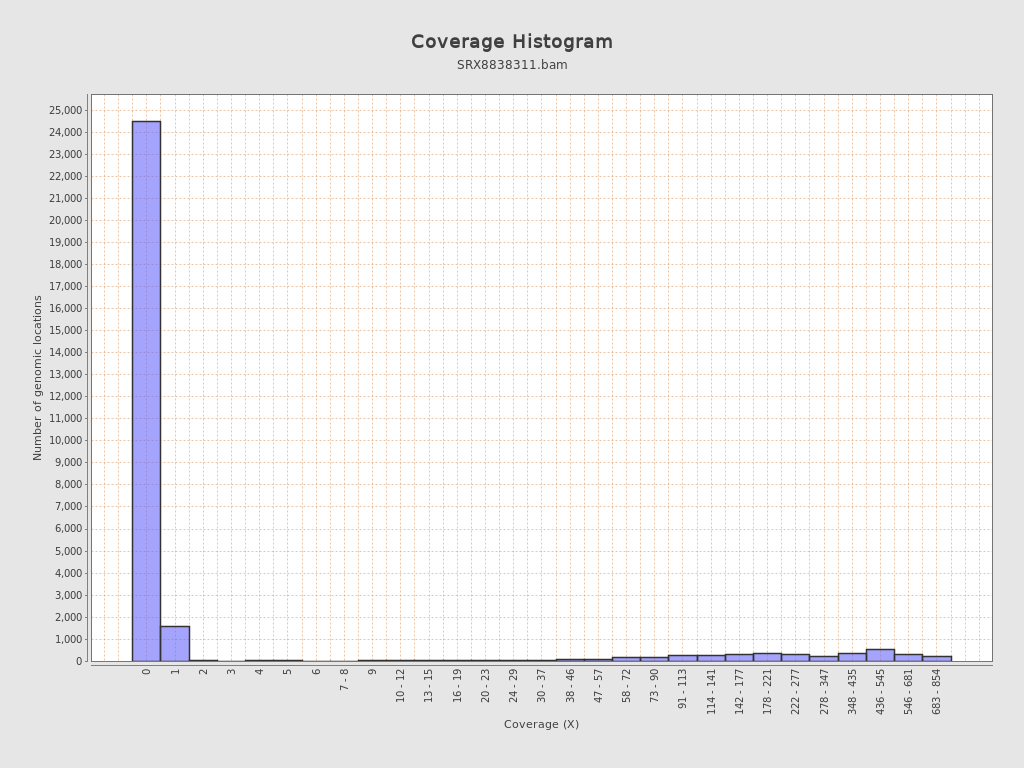 Coverage Histogram
SRX8838311.bam
Number of genomic locations
25,000
24,000
23,000
22,000
21,000
20,000
19,000
18,000
17,000
16,000
15,000
14,000
13,000
12,000
11,000
10,000
9,000
8,000
7,000
6,000
5,000
4,000
3,000
2,000
1,000
0
0
1
2
3
4
5
6
7 - 8
9
10 - 12
13 - 15
16 - 19
20 - 23
24 - 29
30 - 37
38 - 46
47 - 57
58 - 72
73 - 90
91 - 113
114 - 141
142 - 177
178 - 221
222 - 277
278 - 347
348 - 435
436 - 545
546 - 681
683 - 854
Coverage (X)